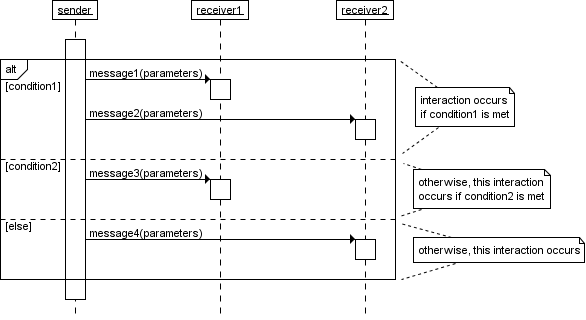 sender
receiver1
receiver2
alt
[condition1]
message1(parameters)
message2(parameters)
interaction occurs
if condition1 is met
[condition2]
message3(parameters)
otherwise, this interaction
occurs if condition2 is met
[else]
message4(parameters)
otherwise, this interaction occurs